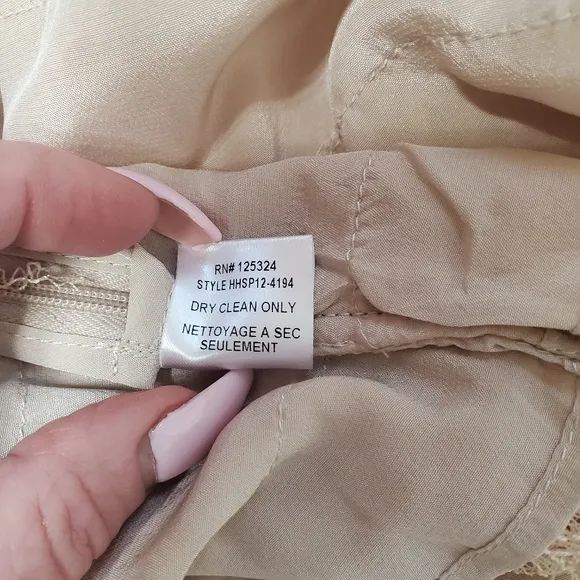 RN# 125324
STYLE HHSP12-4194
DRY CLEAN ONLY
NETTOYAGE A SEC
SEULEMENT